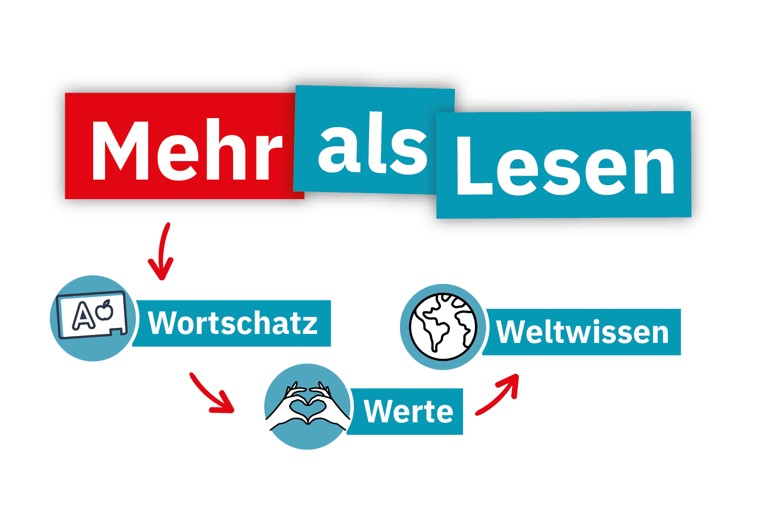 Mehr als Lesen
A
Wortschatz
Werte
Weltwissen